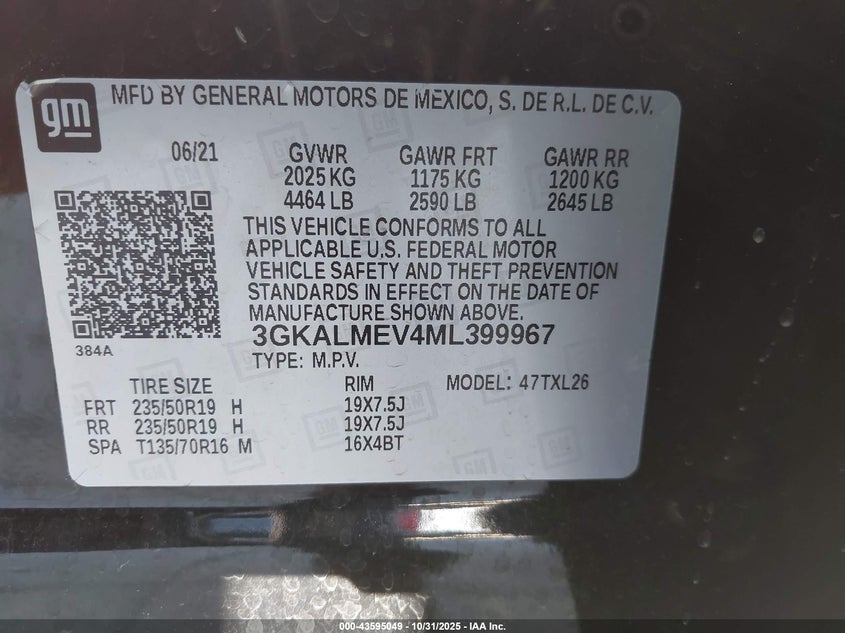 gm
MFD BY GENERAL MOTORS DE MEXICO, S. DE R.L. DE C.V.
06/21 GVWR GAWR FRT GAWR RR
2025 KG 1175 KG 1200 KG
4464 LB 2590 LB 2645 LB
THIS VEHICLE CONFORMS TO ALL
APPLICABLE U.S. FEDERAL MOTOR
VEHICLE SAFETY AND THEFT PREVENTION
STANDARDS IN EFFECT ON THE DATE OF
MANUFACTURE SHOWN ABOVE.
384A
3GKALMEV4ML399967
TYPE: M.P.V.
TIRE SIZE RIM MODEL: 47TXL26
FRT 235/50R19 H 19X7.5J
RR 235/50R19 H 19X7.5J
SPA T135/70R16 M 16X4BT
000-43595049 - 10/31/2025 - IAA Inc.